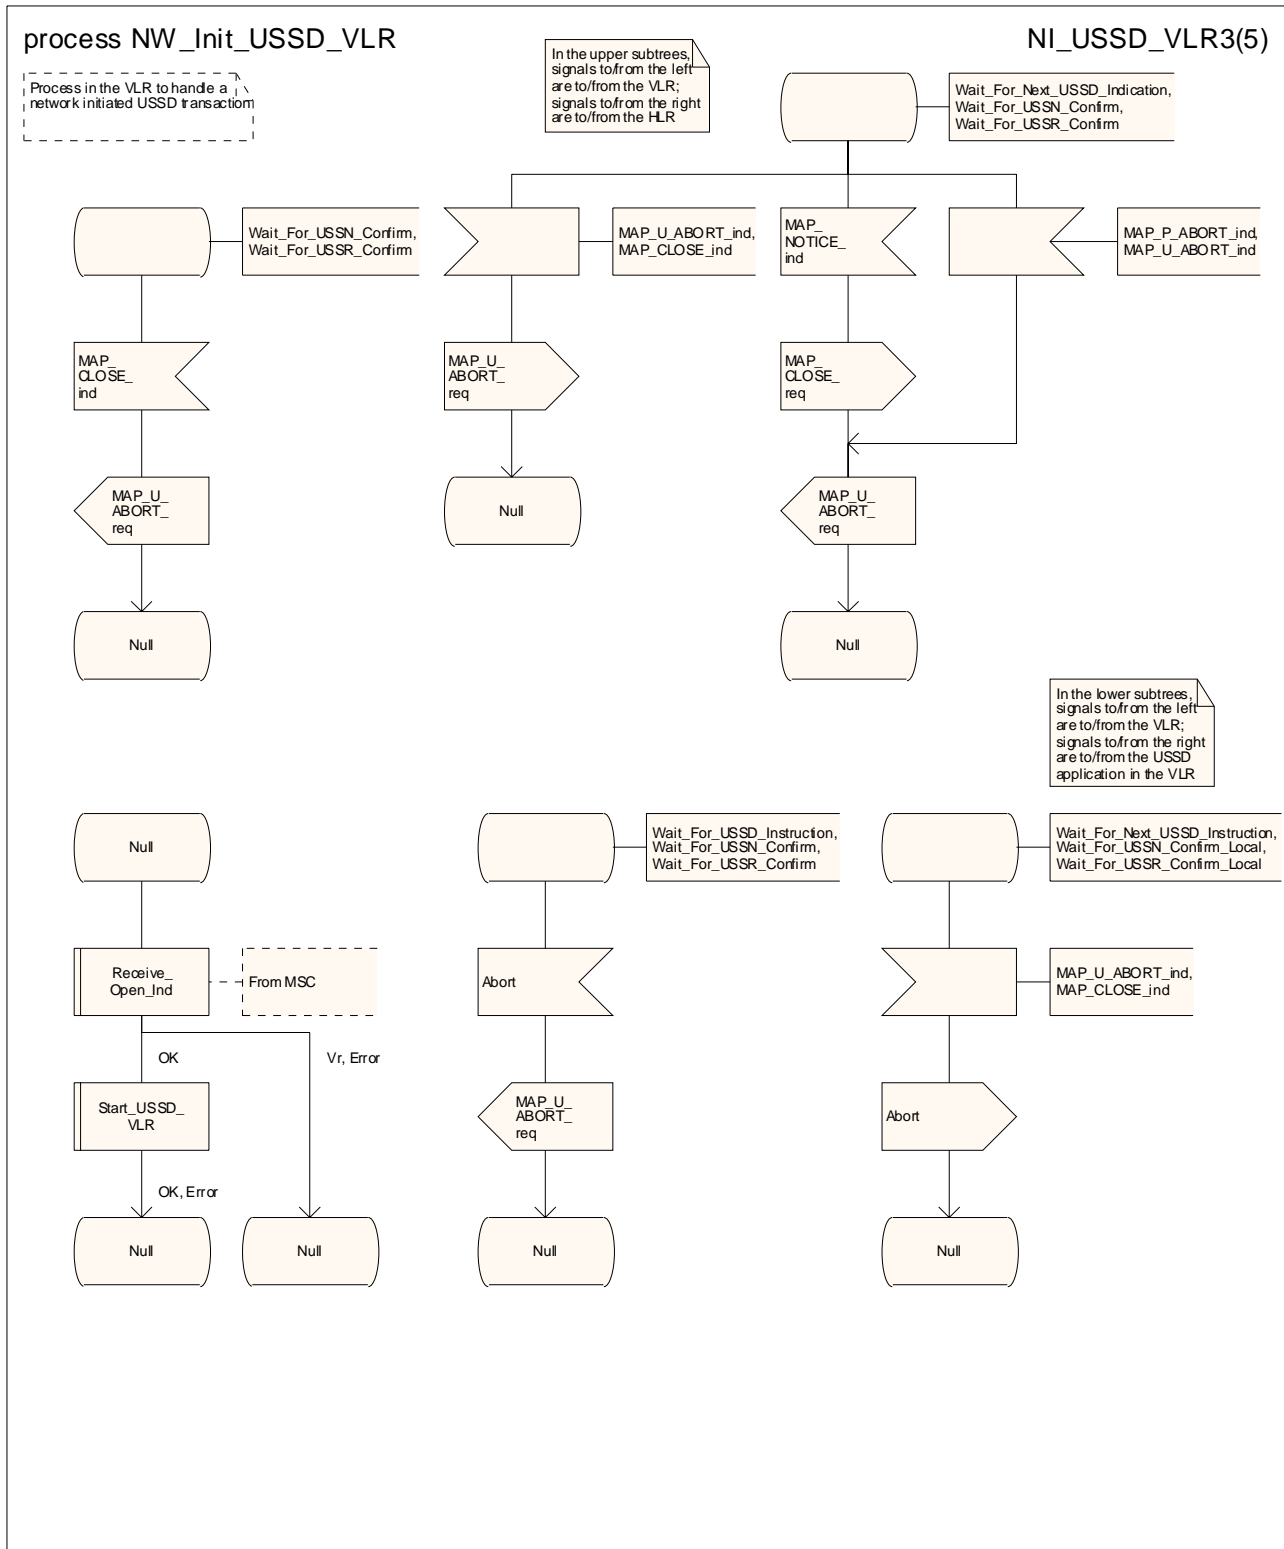 process NW_Init_USSD_VLR
NI_USSD_VLR3(5)
Process in the VLR to handle a
network initiated USSD transaction
In the upper subtrees,
signals to/from the left
are to/from the VLR;
signals to/from the right
are to/from the HLR
Wait_For_Next_USSD_Indication,
Wait_For_USSN_Confirm,
Wait_For_USSR_Confirm
Wait_For_USSN_Confirm,
Wait_For_USSR_Confirm
MAP_U_ABORT_ind,
MAP_CLOSE_ind
MAP_
NOTICE_
ind
MAP_P_ABORT_ind,
MAP_U_ABORT_ind
MAP_
CLOSE_
ind
MAP_U_
ABORT_
req
MAP_
CLOSE_
req
MAP_U_
ABORT_
req
Null
MAP_U_
ABORT_
req
Null
Null
In the lower subtrees,
signals to/from the left
are to/from the VLR;
signals to/from the right
are to/from the USSD
application in the VLR
Null
Wait_For_USSD_Instruction,
Wait_For_USSN_Confirm,
Wait_For_USSR_Confirm
Wait_For_Next_USSD_Instruction,
Wait_For_USSN_Confirm_Local,
Wait_For_USSR_Confirm_Local
Receive_
Open_Ind
From MSC
Abort
MAP_U_ABORT_ind,
MAP_CLOSE_ind
OK
Vr, Error
Start_USSD_
VLR
MAP_U_
ABORT_
req
Abort
OK, Error
Null
Null
Null
Null